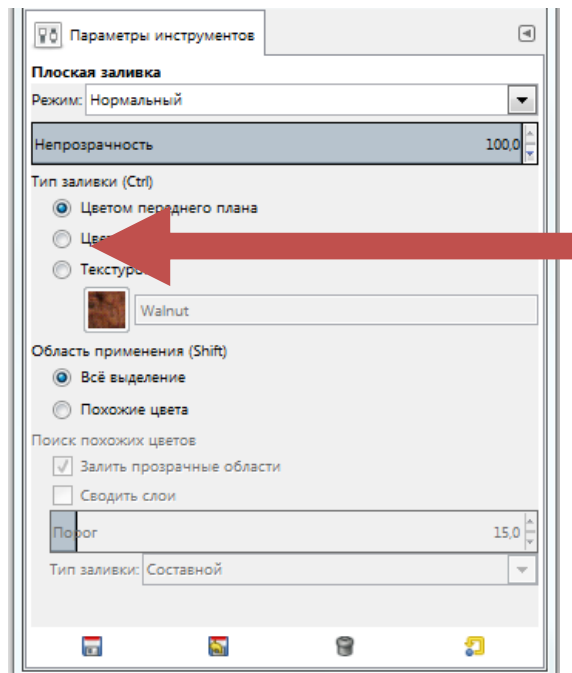 Параметры инструментов
Плоская заливка
Режим: Нормальный
Непрозрачность 100,0
Тип заливки (Ctrl)
Цветом переднего плана
Walnut
Область применения (Shift)
Всё выделение
Похожие цвета
Поиск похожих цветов
Залить прозрачные области
Сводить слои
Порог 15,0
Тип заливки: Составной